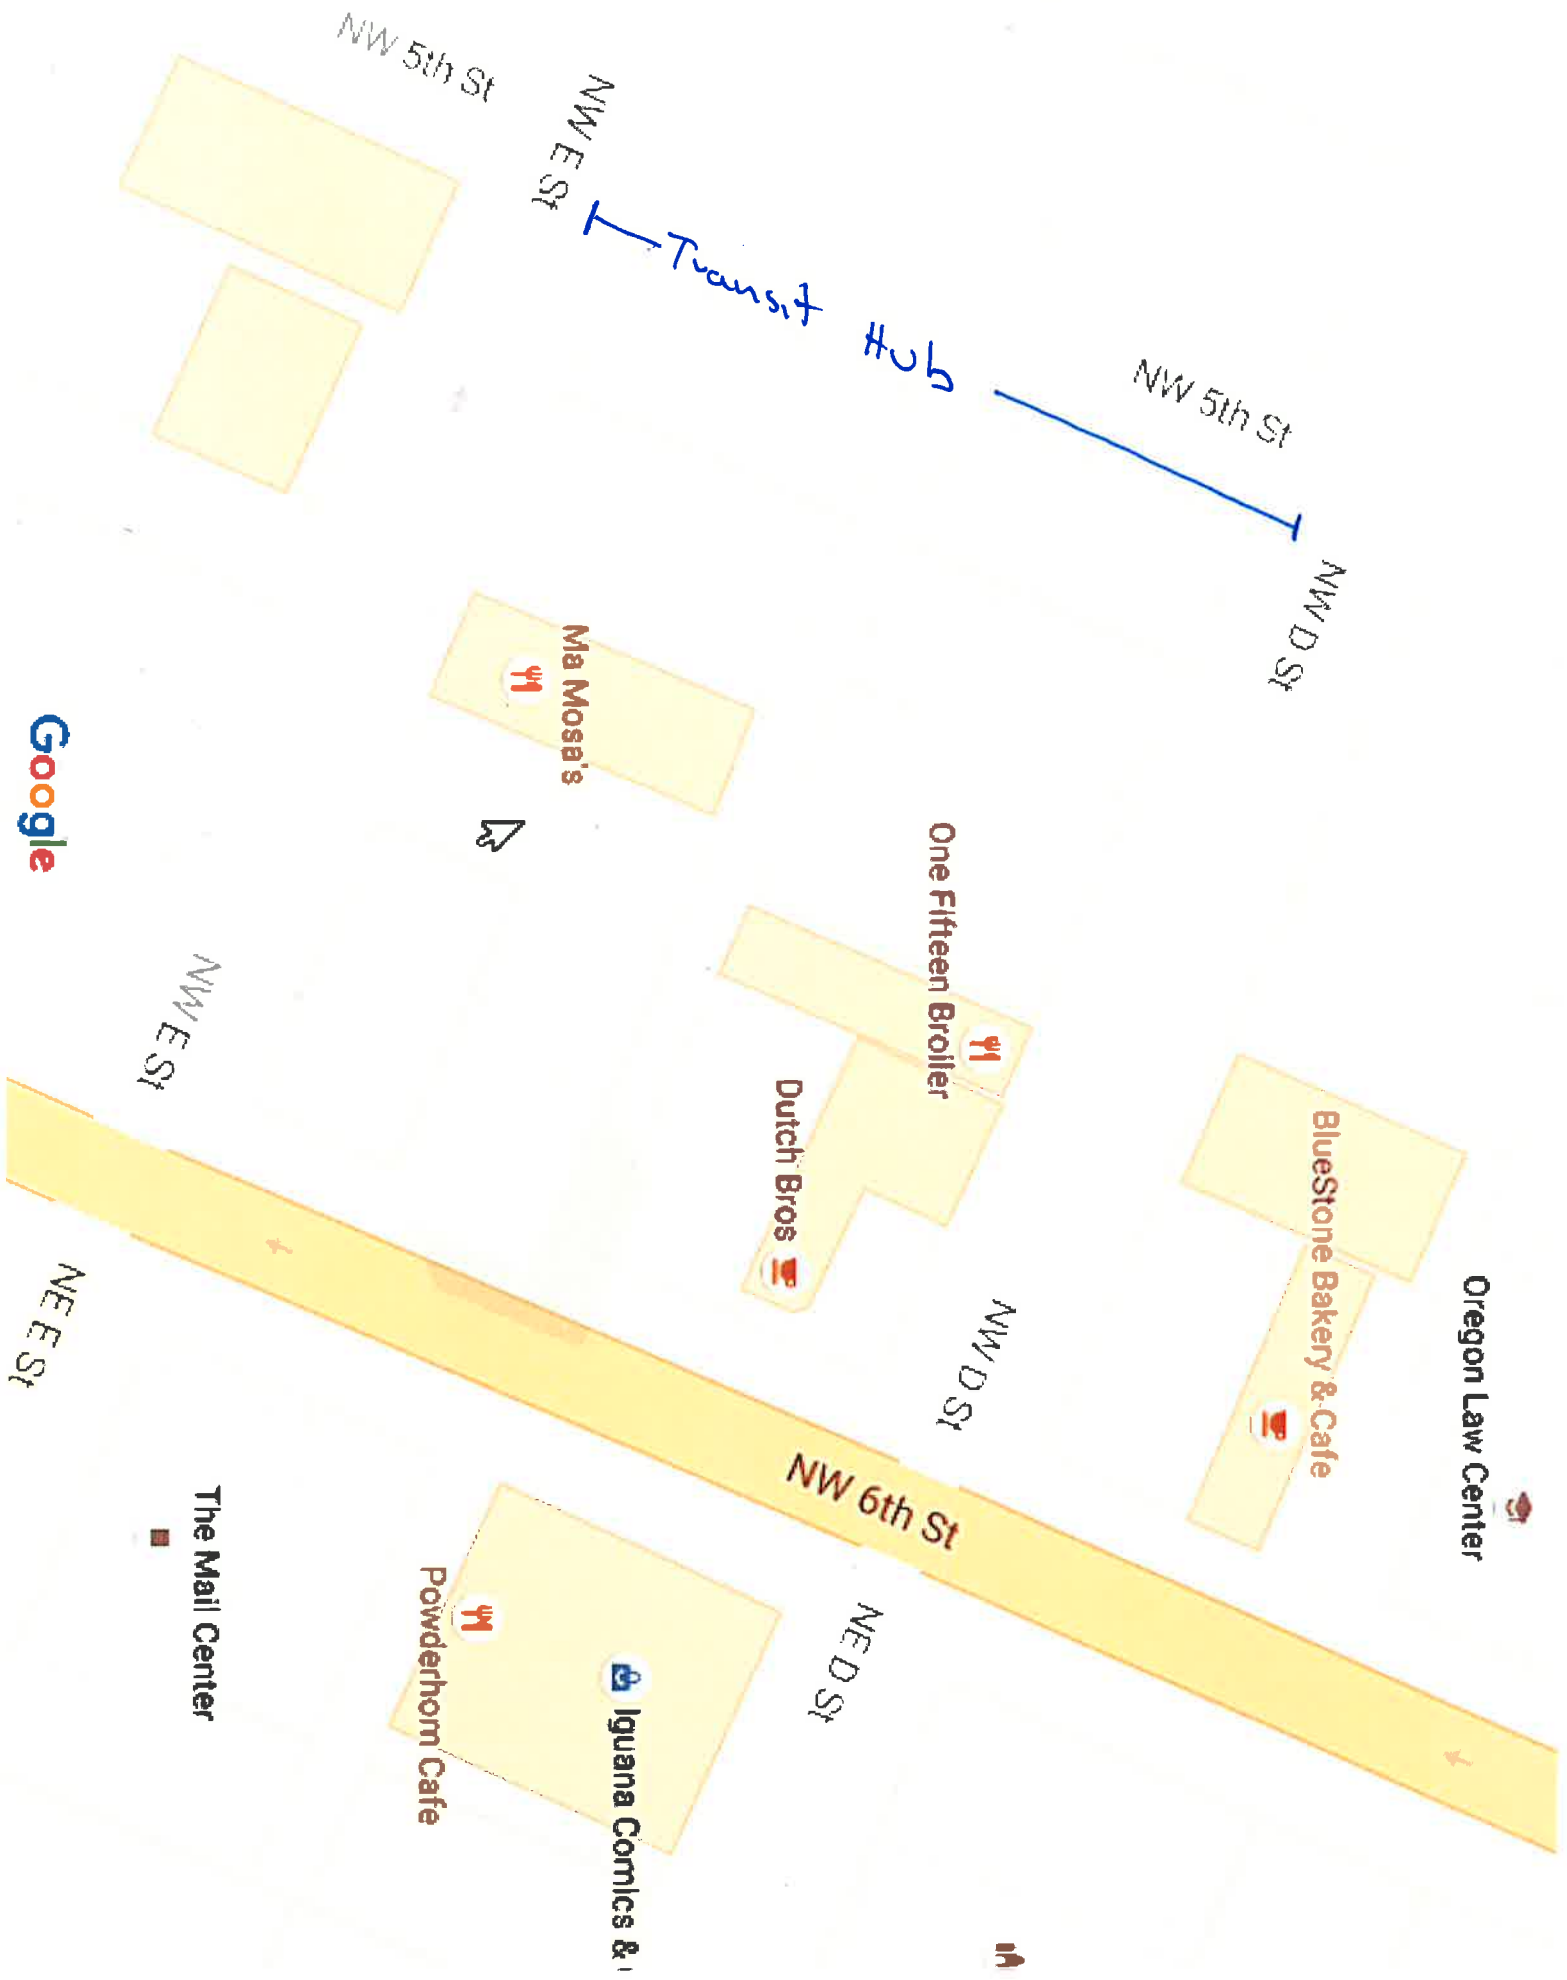 NW 5th St
NW E St
Transit Hub
NW 5th St
NW D St
Ma Mosa's
One Fifteen Broiler
Dutch Bros
BlueStone Bakery & Cafe
Oregon Law Center
NW E St
NW D St
NW 6th St
NE E St
NE D St
The Mail Center
Powderhorn Cafe
Iguana Comics &
Google